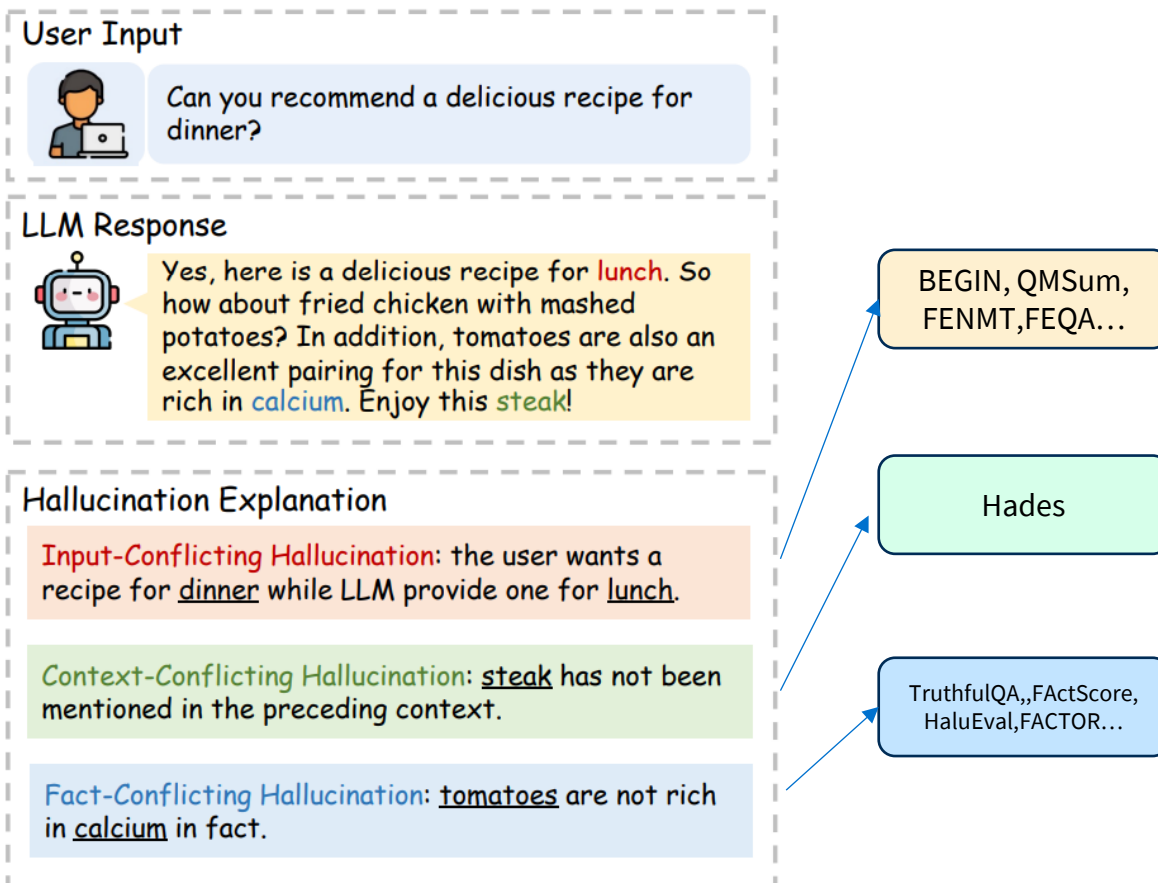 User Input
Can you recommend a delicious recipe for
dinner?
LLM Response
Yes, here is a delicious recipe for lunch. So
how about fried chicken with mashed
potatoes? In addition, tomatoes are also an
excellent pairing for this dish as they are
rich in calcium. Enjoy this steak!
Hallucination Explanation
Input-Conflicting Hallucination: the user wants a
recipe for dinner while LLM provide one for lunch.
Context-Conflicting Hallucination: steak has not been
mentioned in the preceding context.
Fact-Conflicting Hallucination: tomatoes are not rich
in calcium in fact.
BEGIN, QMSum,
FENMT,FEQA…
Hades
TruthfulQA,,FActScore,
HaluEval,FACTOR…